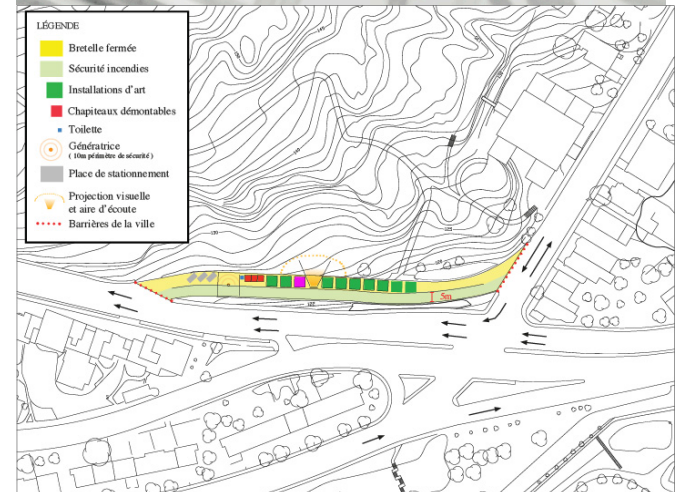 LÉGENDE
Bretelle fermée
Sécurité incendies
Installations d'art
Chapiteaux démontables
Toilette
Génératrice
( 10m périmètre de sécurité )
Place de stationnement
Projection visuelle
et aire d'écoute
Barrières de la ville
5m